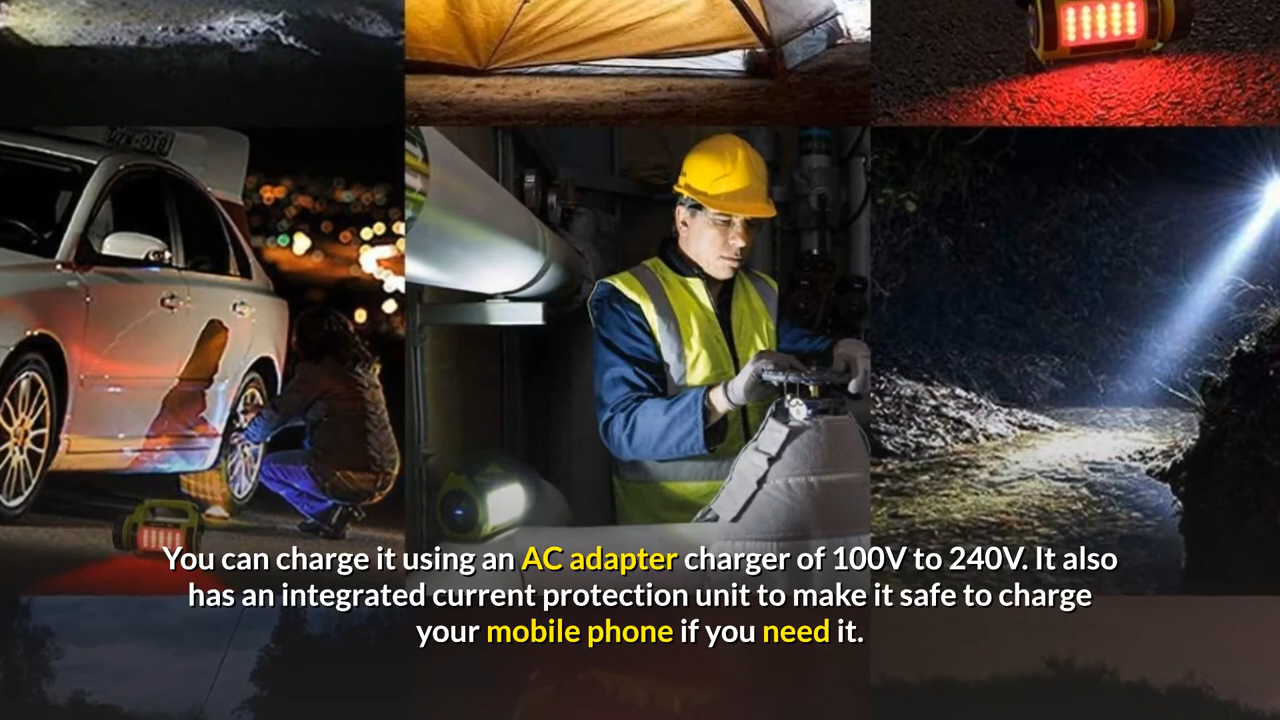 You can charge it using an AC adapter charger of 100V to 240V. It also
has an integrated current protection unit to make it safe to charge
your mobile phone if you need it.